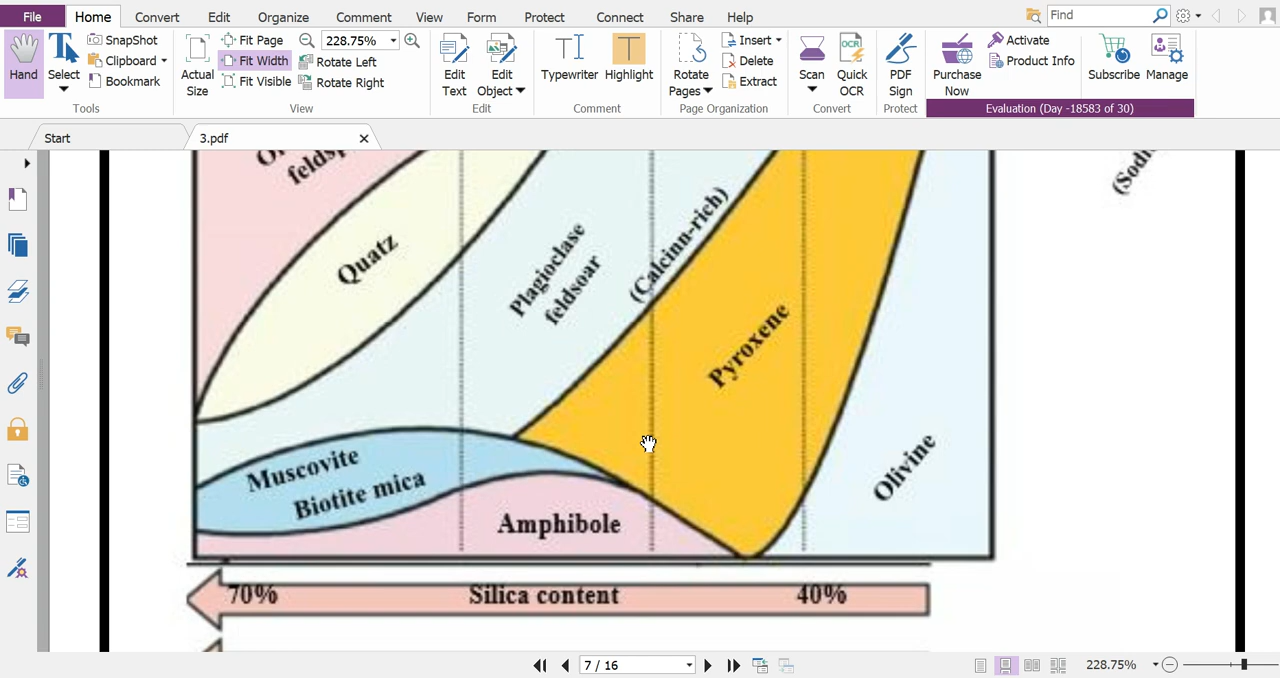 File Home Convert Edit Organize Comment View Form Protect Connect Share Help Find
SnapShot Fit Page 228.75% Insert Activate
Clipboard Fit Width Rotate Left Delete Product Info
Bookmark Fit Visible Rotate Right Extract
Hand Select Actual Size Edit Text Edit Object Typewriter Highlight Rotate Pages Scan Quick OCR PDF Sign Purchase Now Subscribe Manage
Tools View Edit Comment Page Organization Convert Protect Evaluation (Day -18583 of 30)
Start 3.pdf
Quatz
Plagioclase
feldsoar
(Calcinn-rich)
Pyroxene
Olivine
Muscovite
Biotite mica
Amphibole
70% Silica content 40%
7 / 16 228.75%